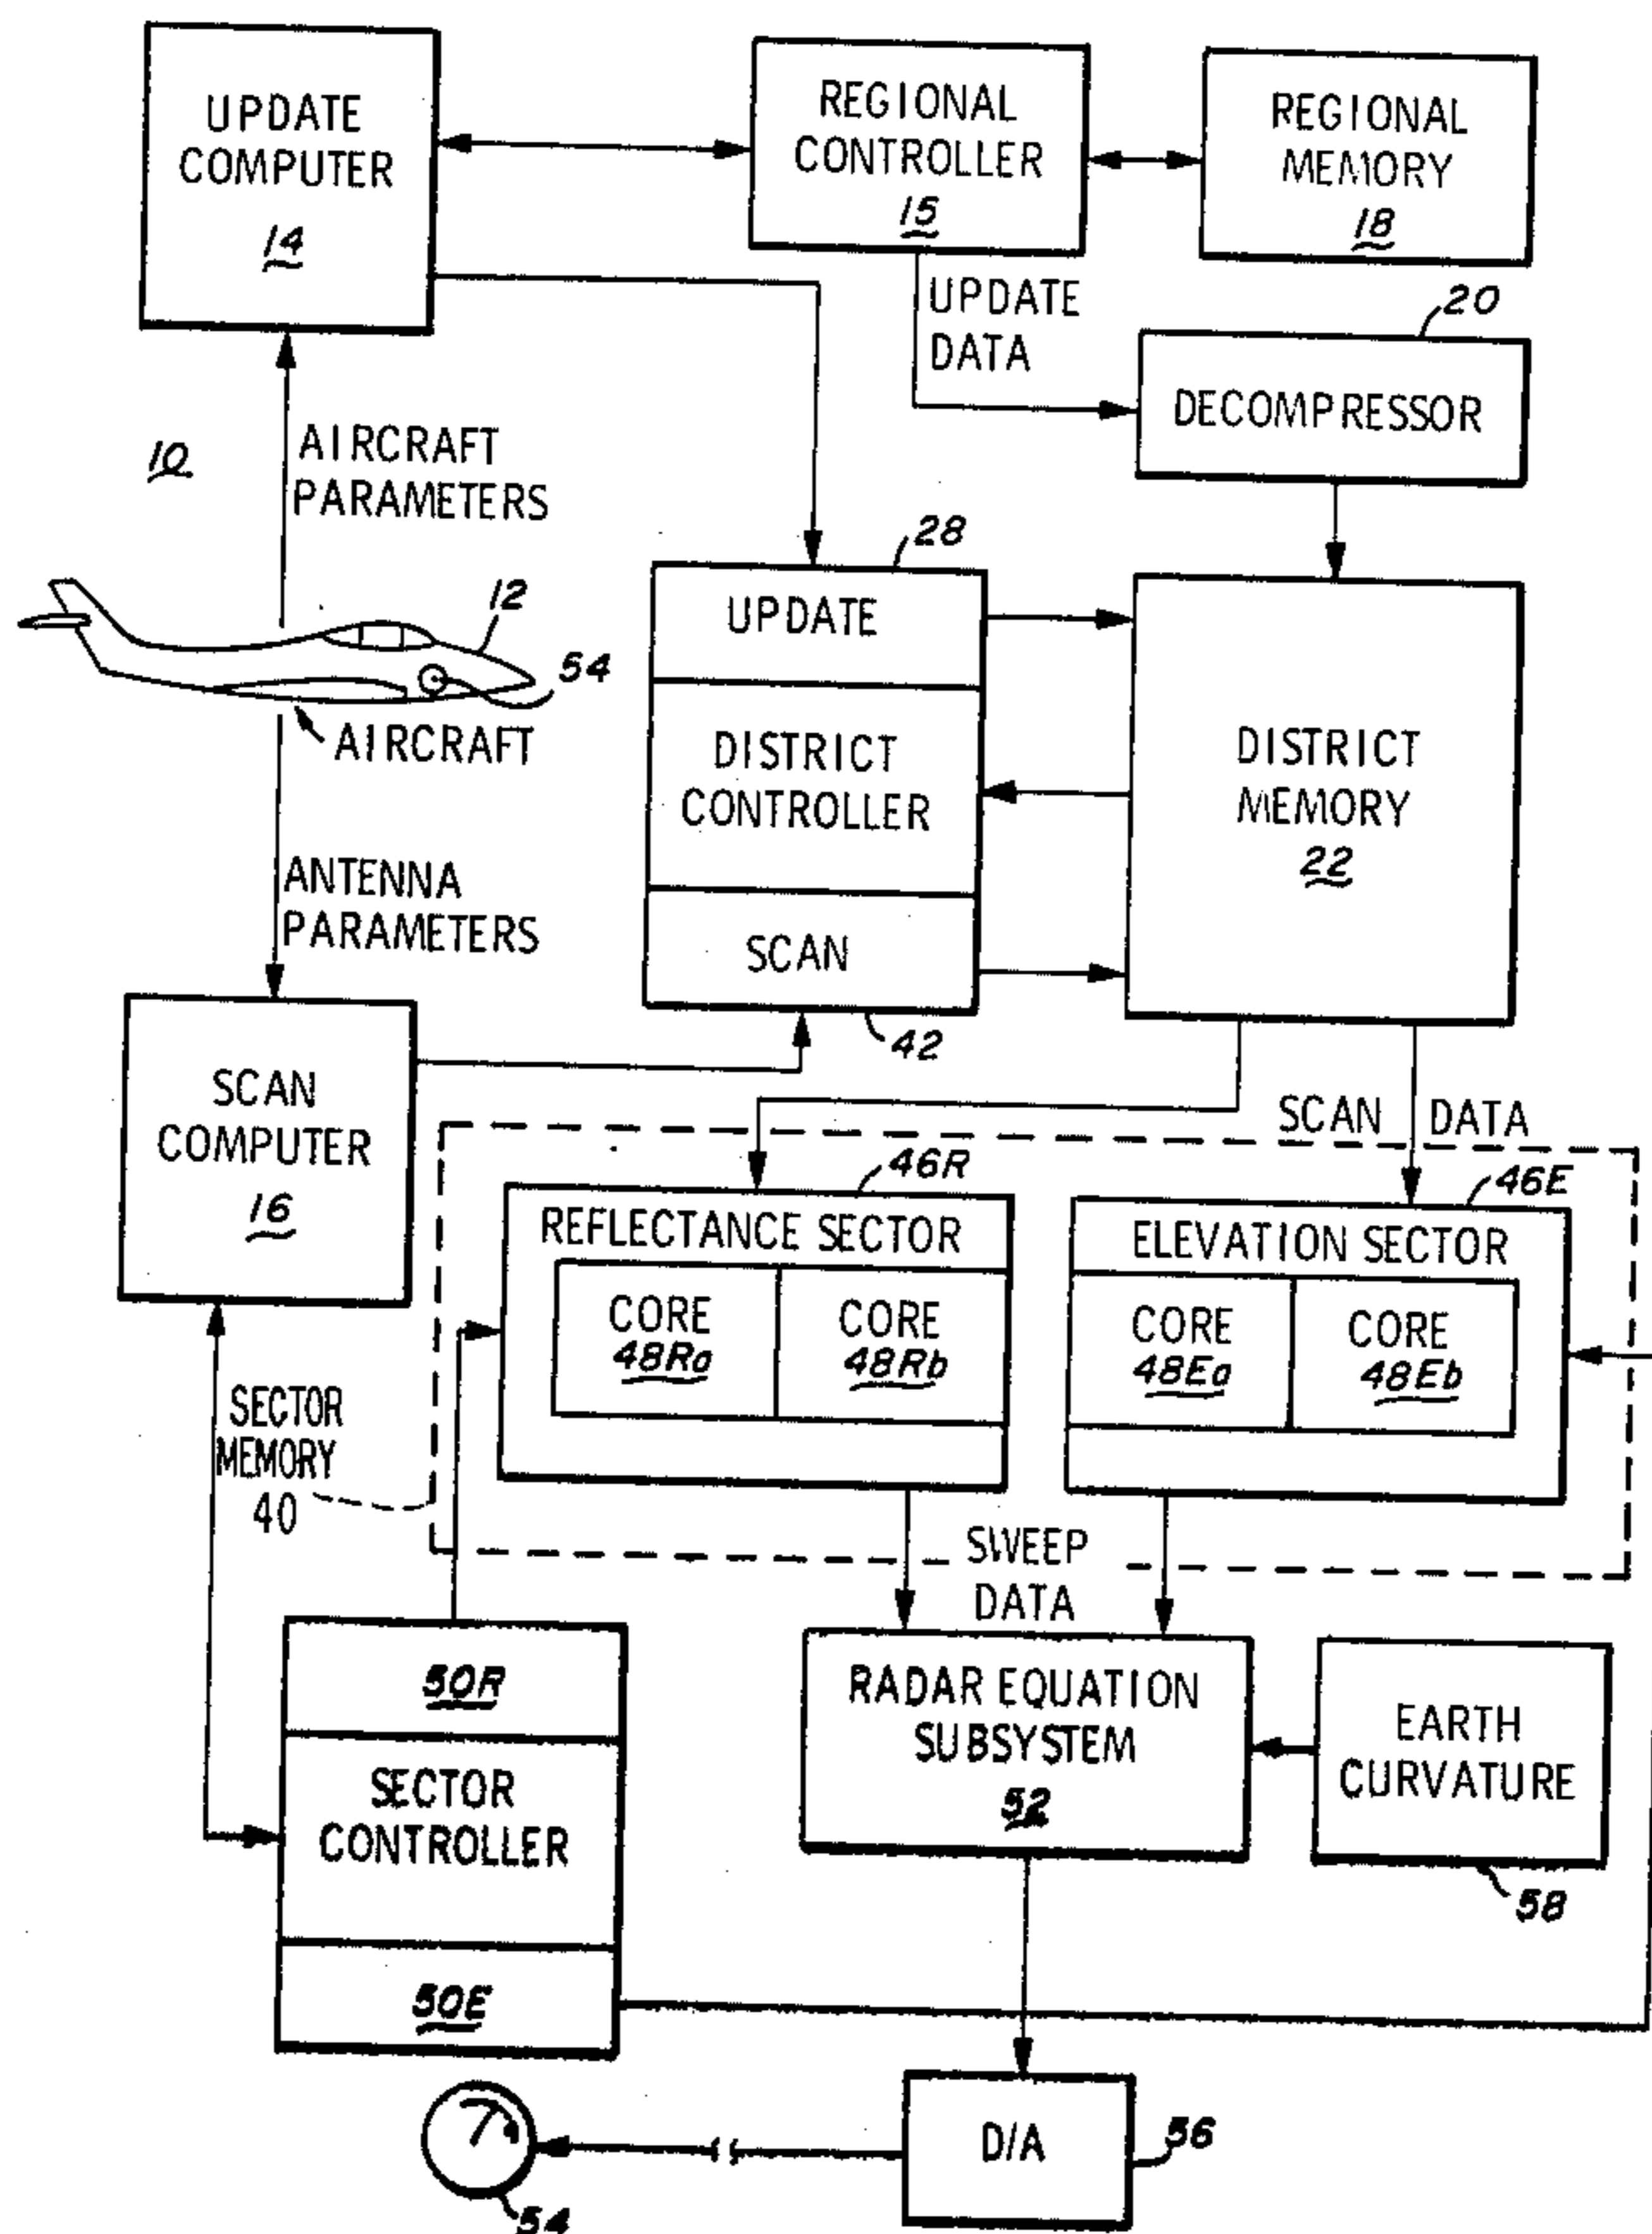 UPDATE
COMPUTER
14
REGIONAL
CONTROLLER
15
REGIONAL
MEMORY
18
UPDATE
DATA
20
DECOMPRESSOR
10
AIRCRAFT
PARAMETERS
12
54
AIRCRAFT
28
UPDATE
DISTRICT
CONTROLLER
SCAN
42
DISTRICT
MEMORY
22
ANTENNA
PARAMETERS
SCAN
COMPUTER
16
SCAN DATA
46R
REFLECTANCE SECTOR
CORE
48Ra
CORE
48Rb
46E
ELEVATION SECTOR
CORE
48Ea
CORE
48Eb
SECTOR
MEMORY
40
SWEEP
DATA
50R
SECTOR
CONTROLLER
50E
RADAR EQUATION
SUBSYSTEM
52
EARTH
CURVATURE
58
D/A
56
54